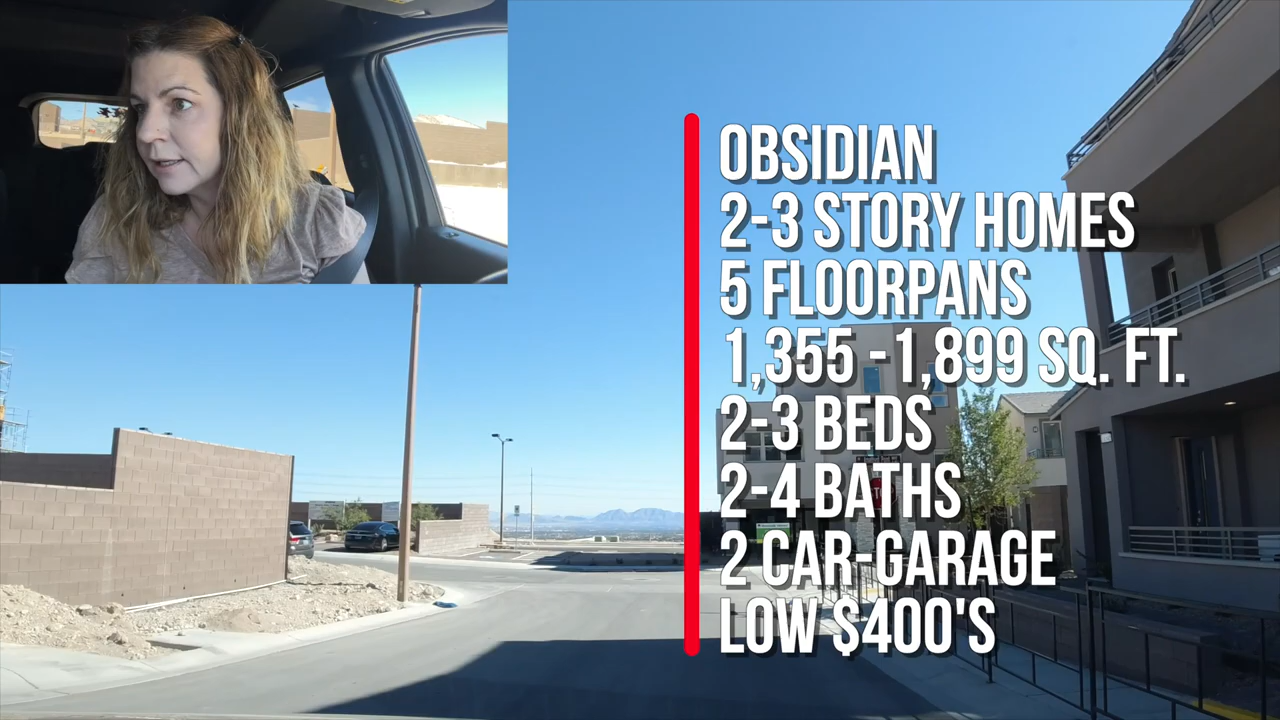 OBSIDIAN
2-3 STORY HOMES
5 FLOORPANS
1,355 -1,899 SQ. FT.
2-3 BEDS
2-4 BATHS
2 CAR-GARAGE
LOW $400'S